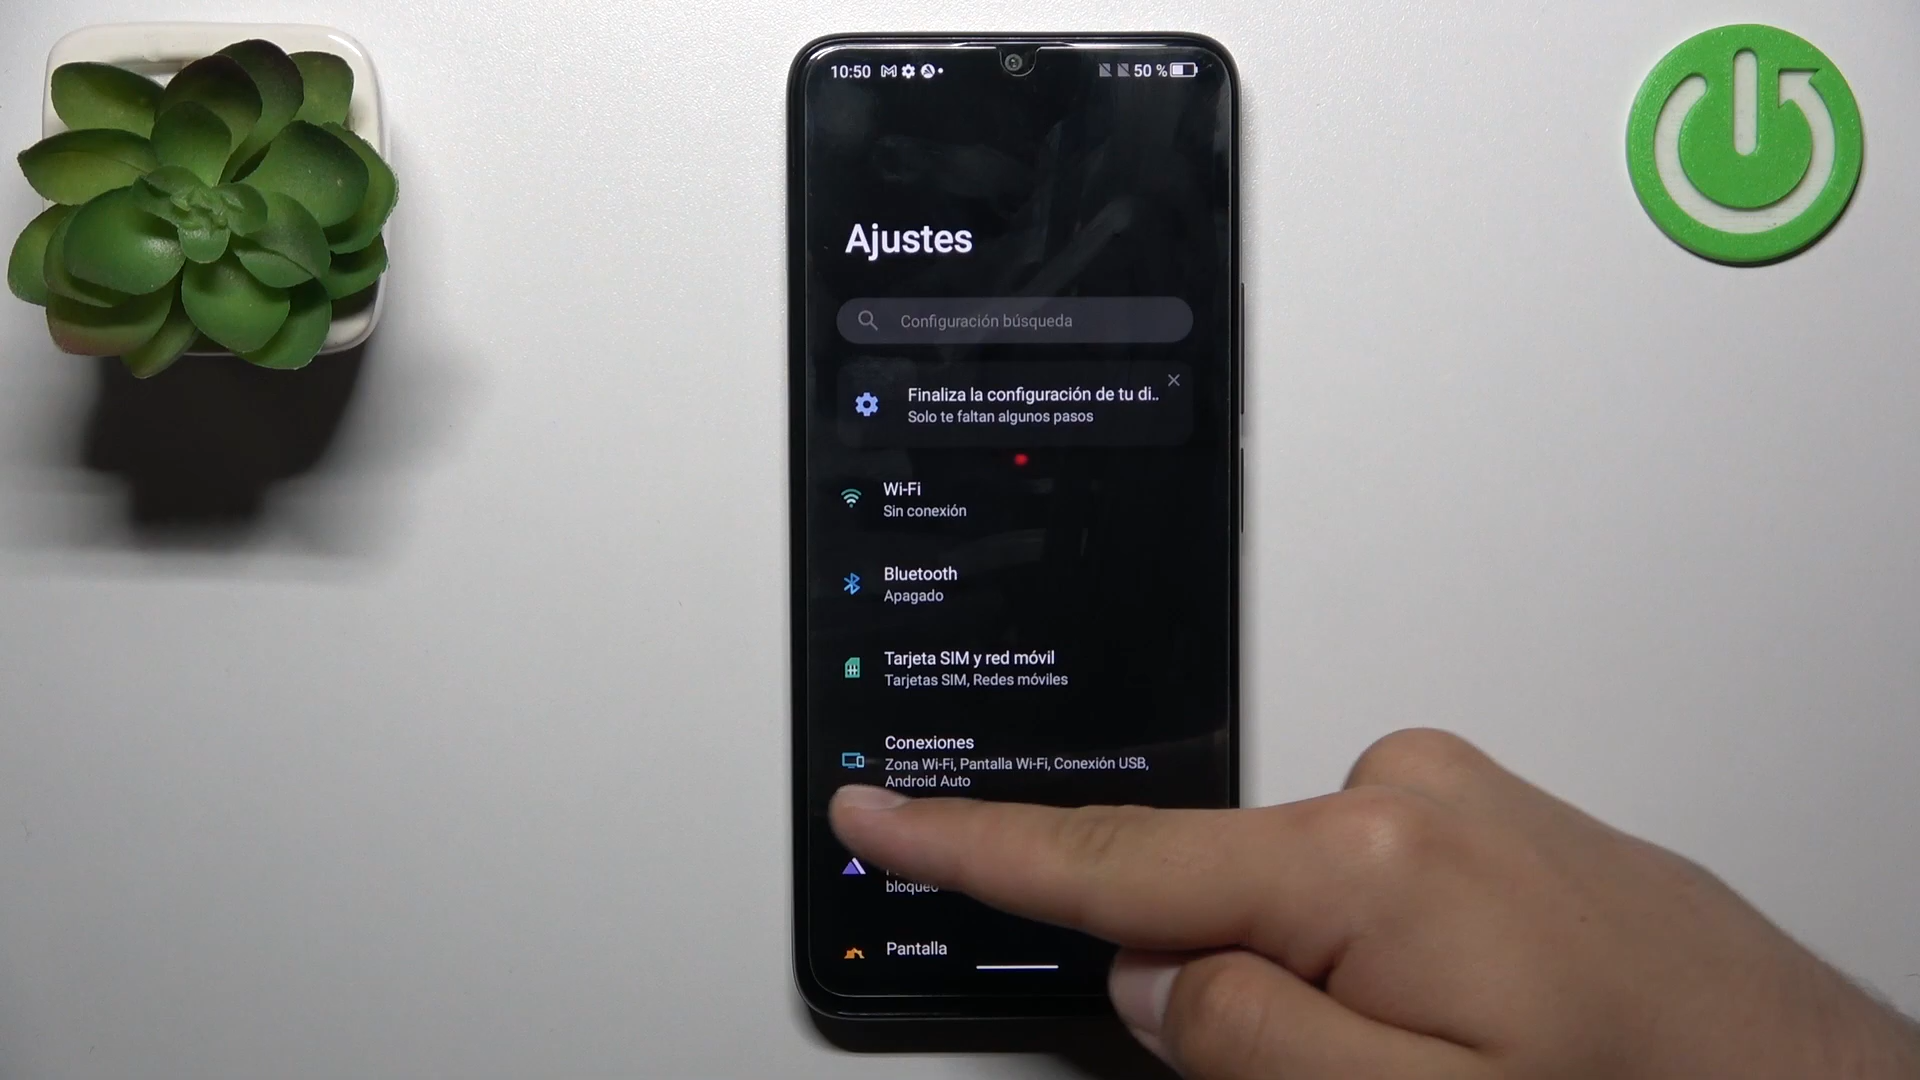 10:50 50 %
Ajustes
Configuración búsqueda
Finaliza la configuración de tu di..
Solo te faltan algunos pasos
Wi-Fi
Sin conexión
Bluetooth
Apagado
Tarjeta SIM y red móvil
Tarjetas SIM, Redes móviles
Conexiones
Zona Wi-Fi, Pantalla Wi-Fi, Conexión USB,
Android Auto
bloqueo
Pantalla